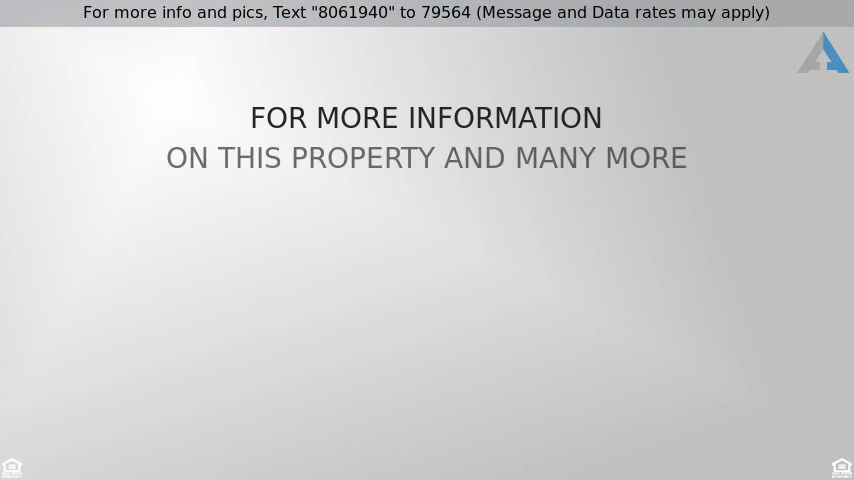 For more info and pics, Text "8061940" to 79564 (Message and Data rates may apply)
FOR MORE INFORMATION
ON THIS PROPERTY AND MANY MORE